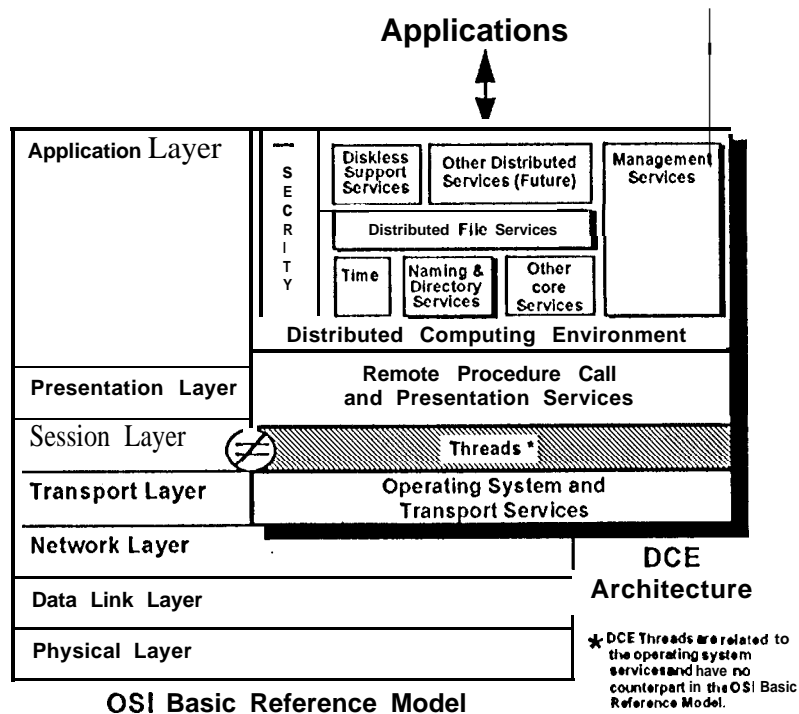 Applications
Application Layer
S
E
C
R
I
T
Y
Diskless
Support
Services
Other Distributed
Services (Future)
Management
Services
Distributed File Services
Time
Naming &
Directory
Services
Other
core
Services
Distributed Computing Environment
Presentation Layer
Remote Procedure Call
and Presentation Services
Session Layer
≠
Threads *
Transport Layer
Operating System and
Transport Services
Network Layer
DCE
Architecture
Data Link Layer
Physical Layer
* DCE Threads are related to
the operating system
services and have no
counterpart in the OSI Basic
Reference Model.
OSI Basic Reference Model